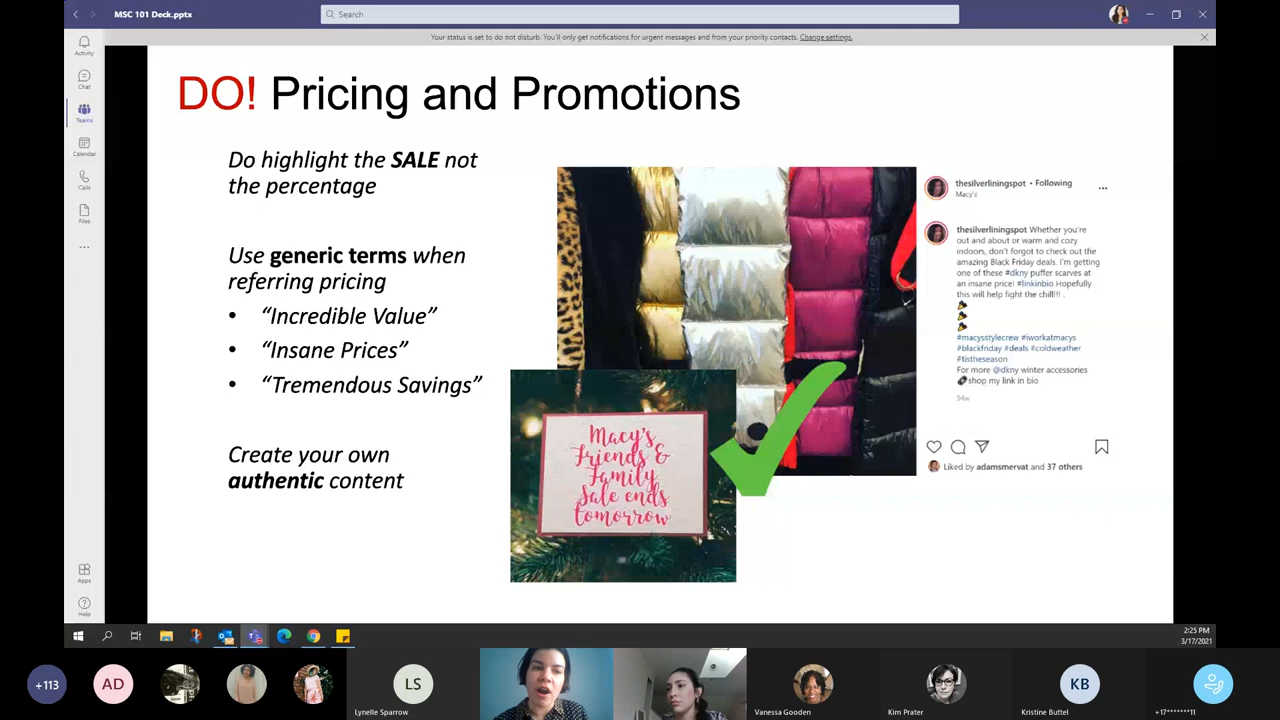 MSC 101 Deck.pptx
Search
Your status is set to do not disturb. You'll only get notifications for urgent messages and from your priority contacts. Change settings.
Activity
Chat
Teams
Calendar
Calls
Files
Apps
Help
DO! Pricing and Promotions
Do highlight the SALE not
the percentage
Use generic terms when
referring pricing
• “Incredible Value”
• “Insane Prices”
• “Tremendous Savings”
Create your own
authentic content
Macy's
Friends &
Family
Sale ends
tomorrow
thesilverliningspot • Following
Macy's
thesilverliningspot Whether you're
out and about or warm and cozy
indoors, don't forgot to check out the
amazing Black Friday deals. I'm getting
one of these #dkny puffer scarves at
an insane price! #linkinbio Hopefully
this will help fight the chill!!! .
#macysstylecrew #iworkatmacys
#blackfriday #deals #coldweather
#tistheseason
For more @dkny winter accessories
shop my link in bio
94w
Liked by adamsmervat and 37 others
2:25 PM
3/17/2021
+113
AD
LS
Lynelle Sparrow
Vanessa Gooden
Kim Prater
KB
Kristine Buttel
+17*******11